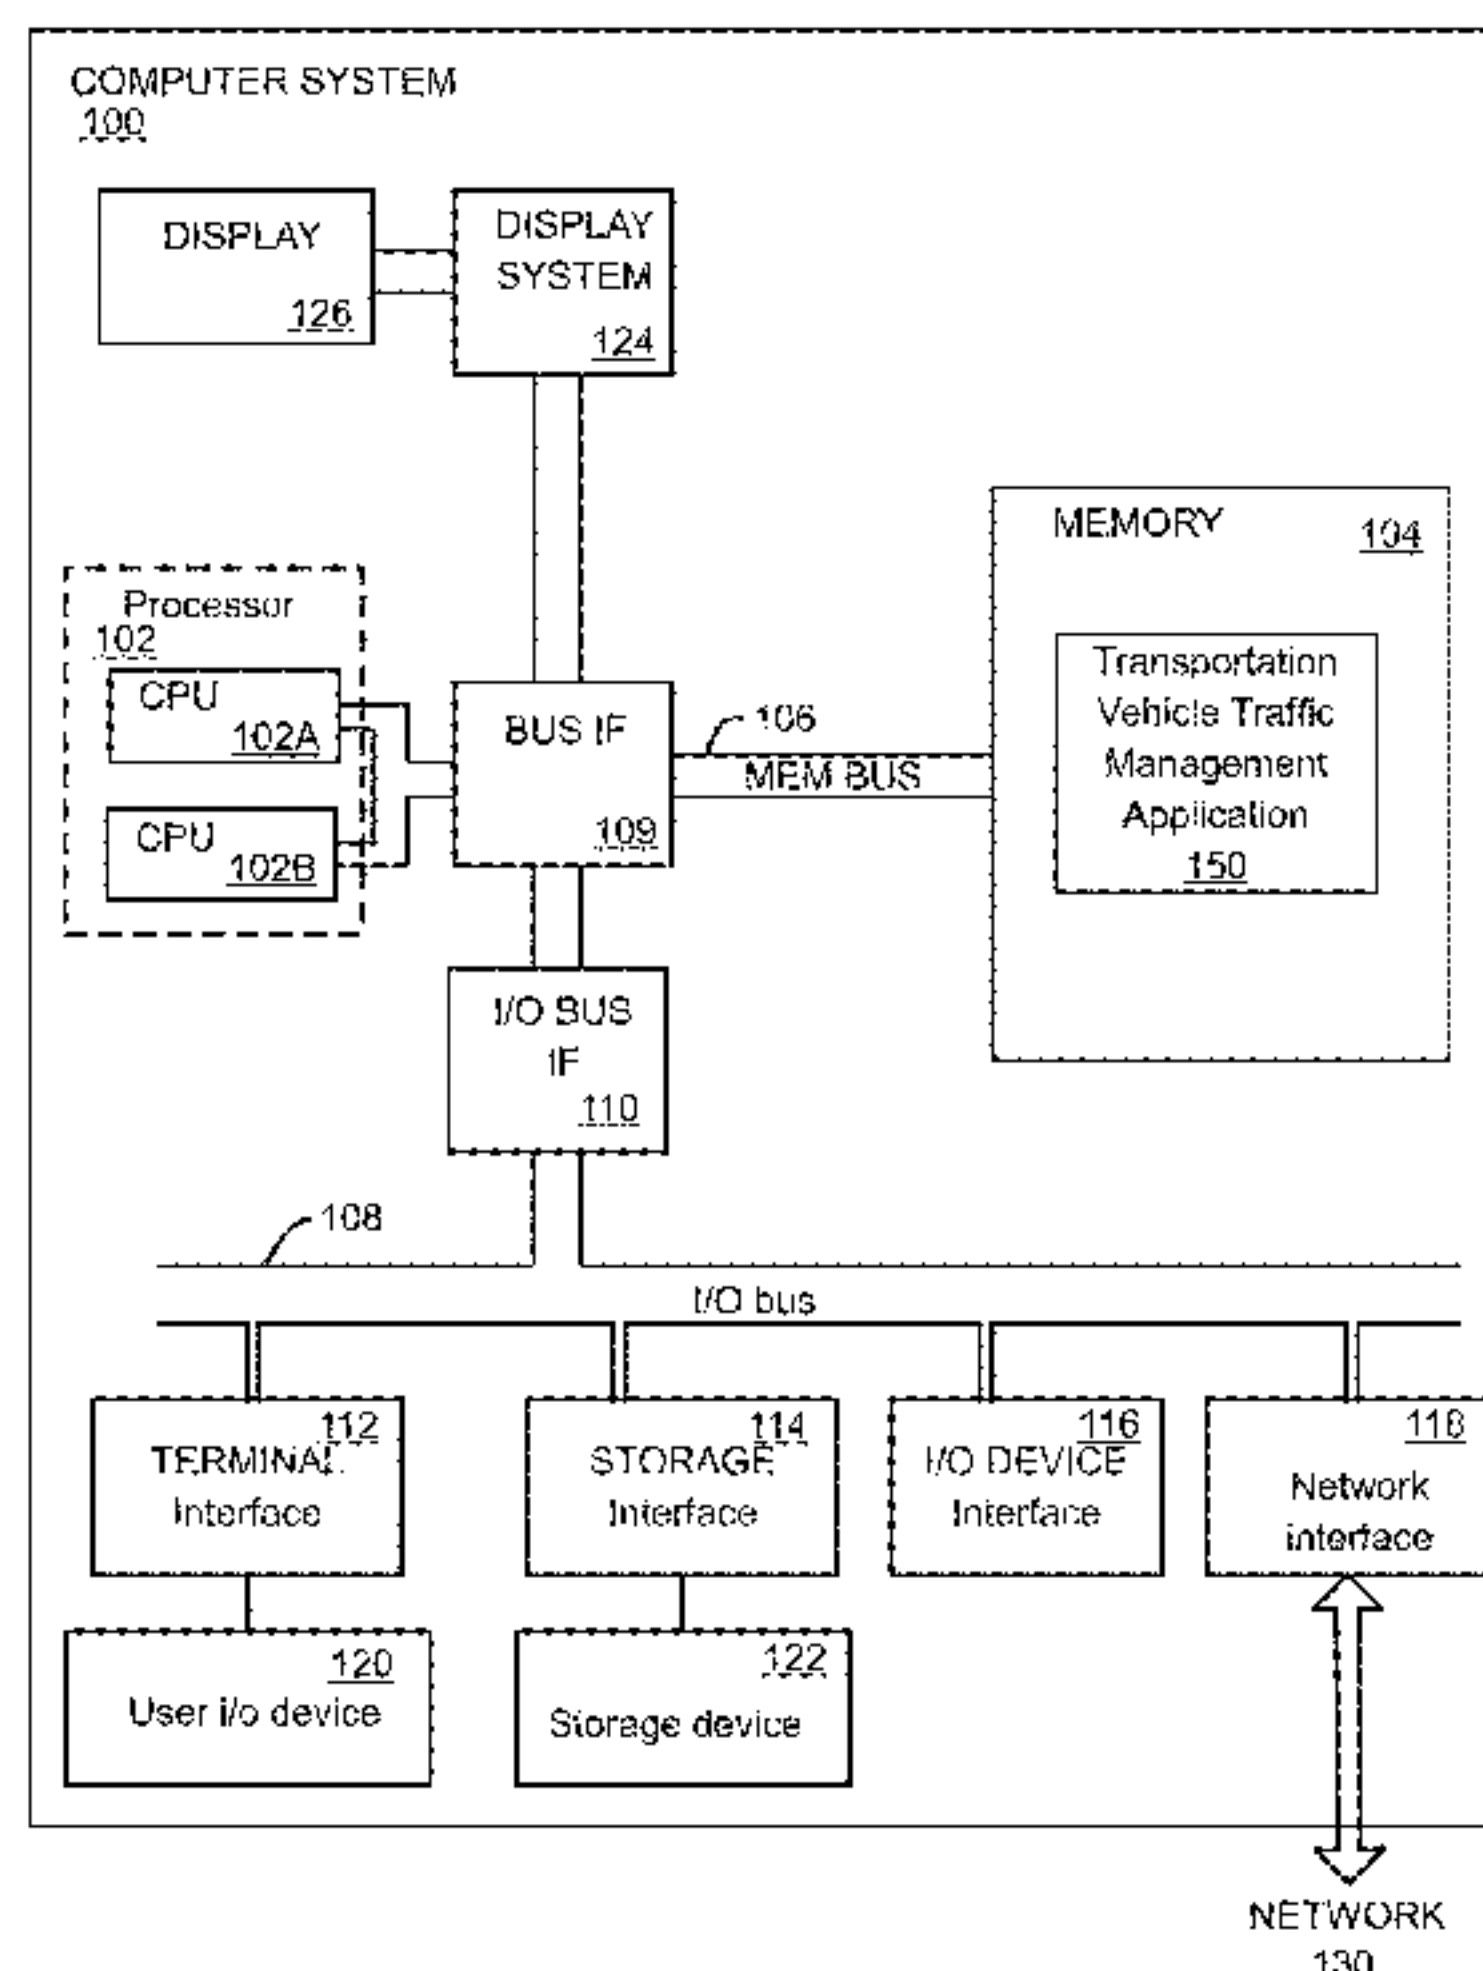 COMPUTER SYSTEM
100
DISPLAY
126
DISPLAY
SYSTEM
124
MEMORY
104
Processor
102
CPU
102A
CPU
102B
BUS IF
109
106
MEM BUS
Transportation
Vehicle Traffic
Management
Application
150
I/O BUS
IF
110
108
I/O bus
112
TERMINAL
Interface
114
STORAGE
Interface
116
I/O DEVICE
Interface
118
Network
interface
120
User i/o device
122
Storage device
NETWORK
130